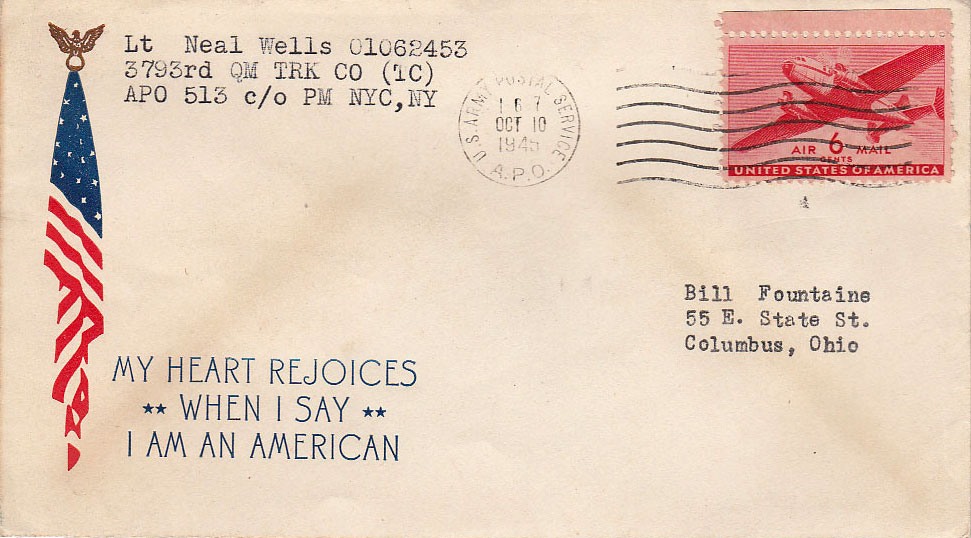 Lt Neal Wells 01062453
3793rd QM TRK CO (TC)
APO 513 c/o PM NYC,NY
U.S. ARMY POSTAL SERVICE
OCT 10
1945
A.P.O.
AIR 6 MAIL
CENTS
UNITED STATES OF AMERICA
Bill Fountaine
55 E. State St.
Columbus, Ohio
MY HEART REJOICES
★★ WHEN I SAY ★★
I AM AN AMERICAN